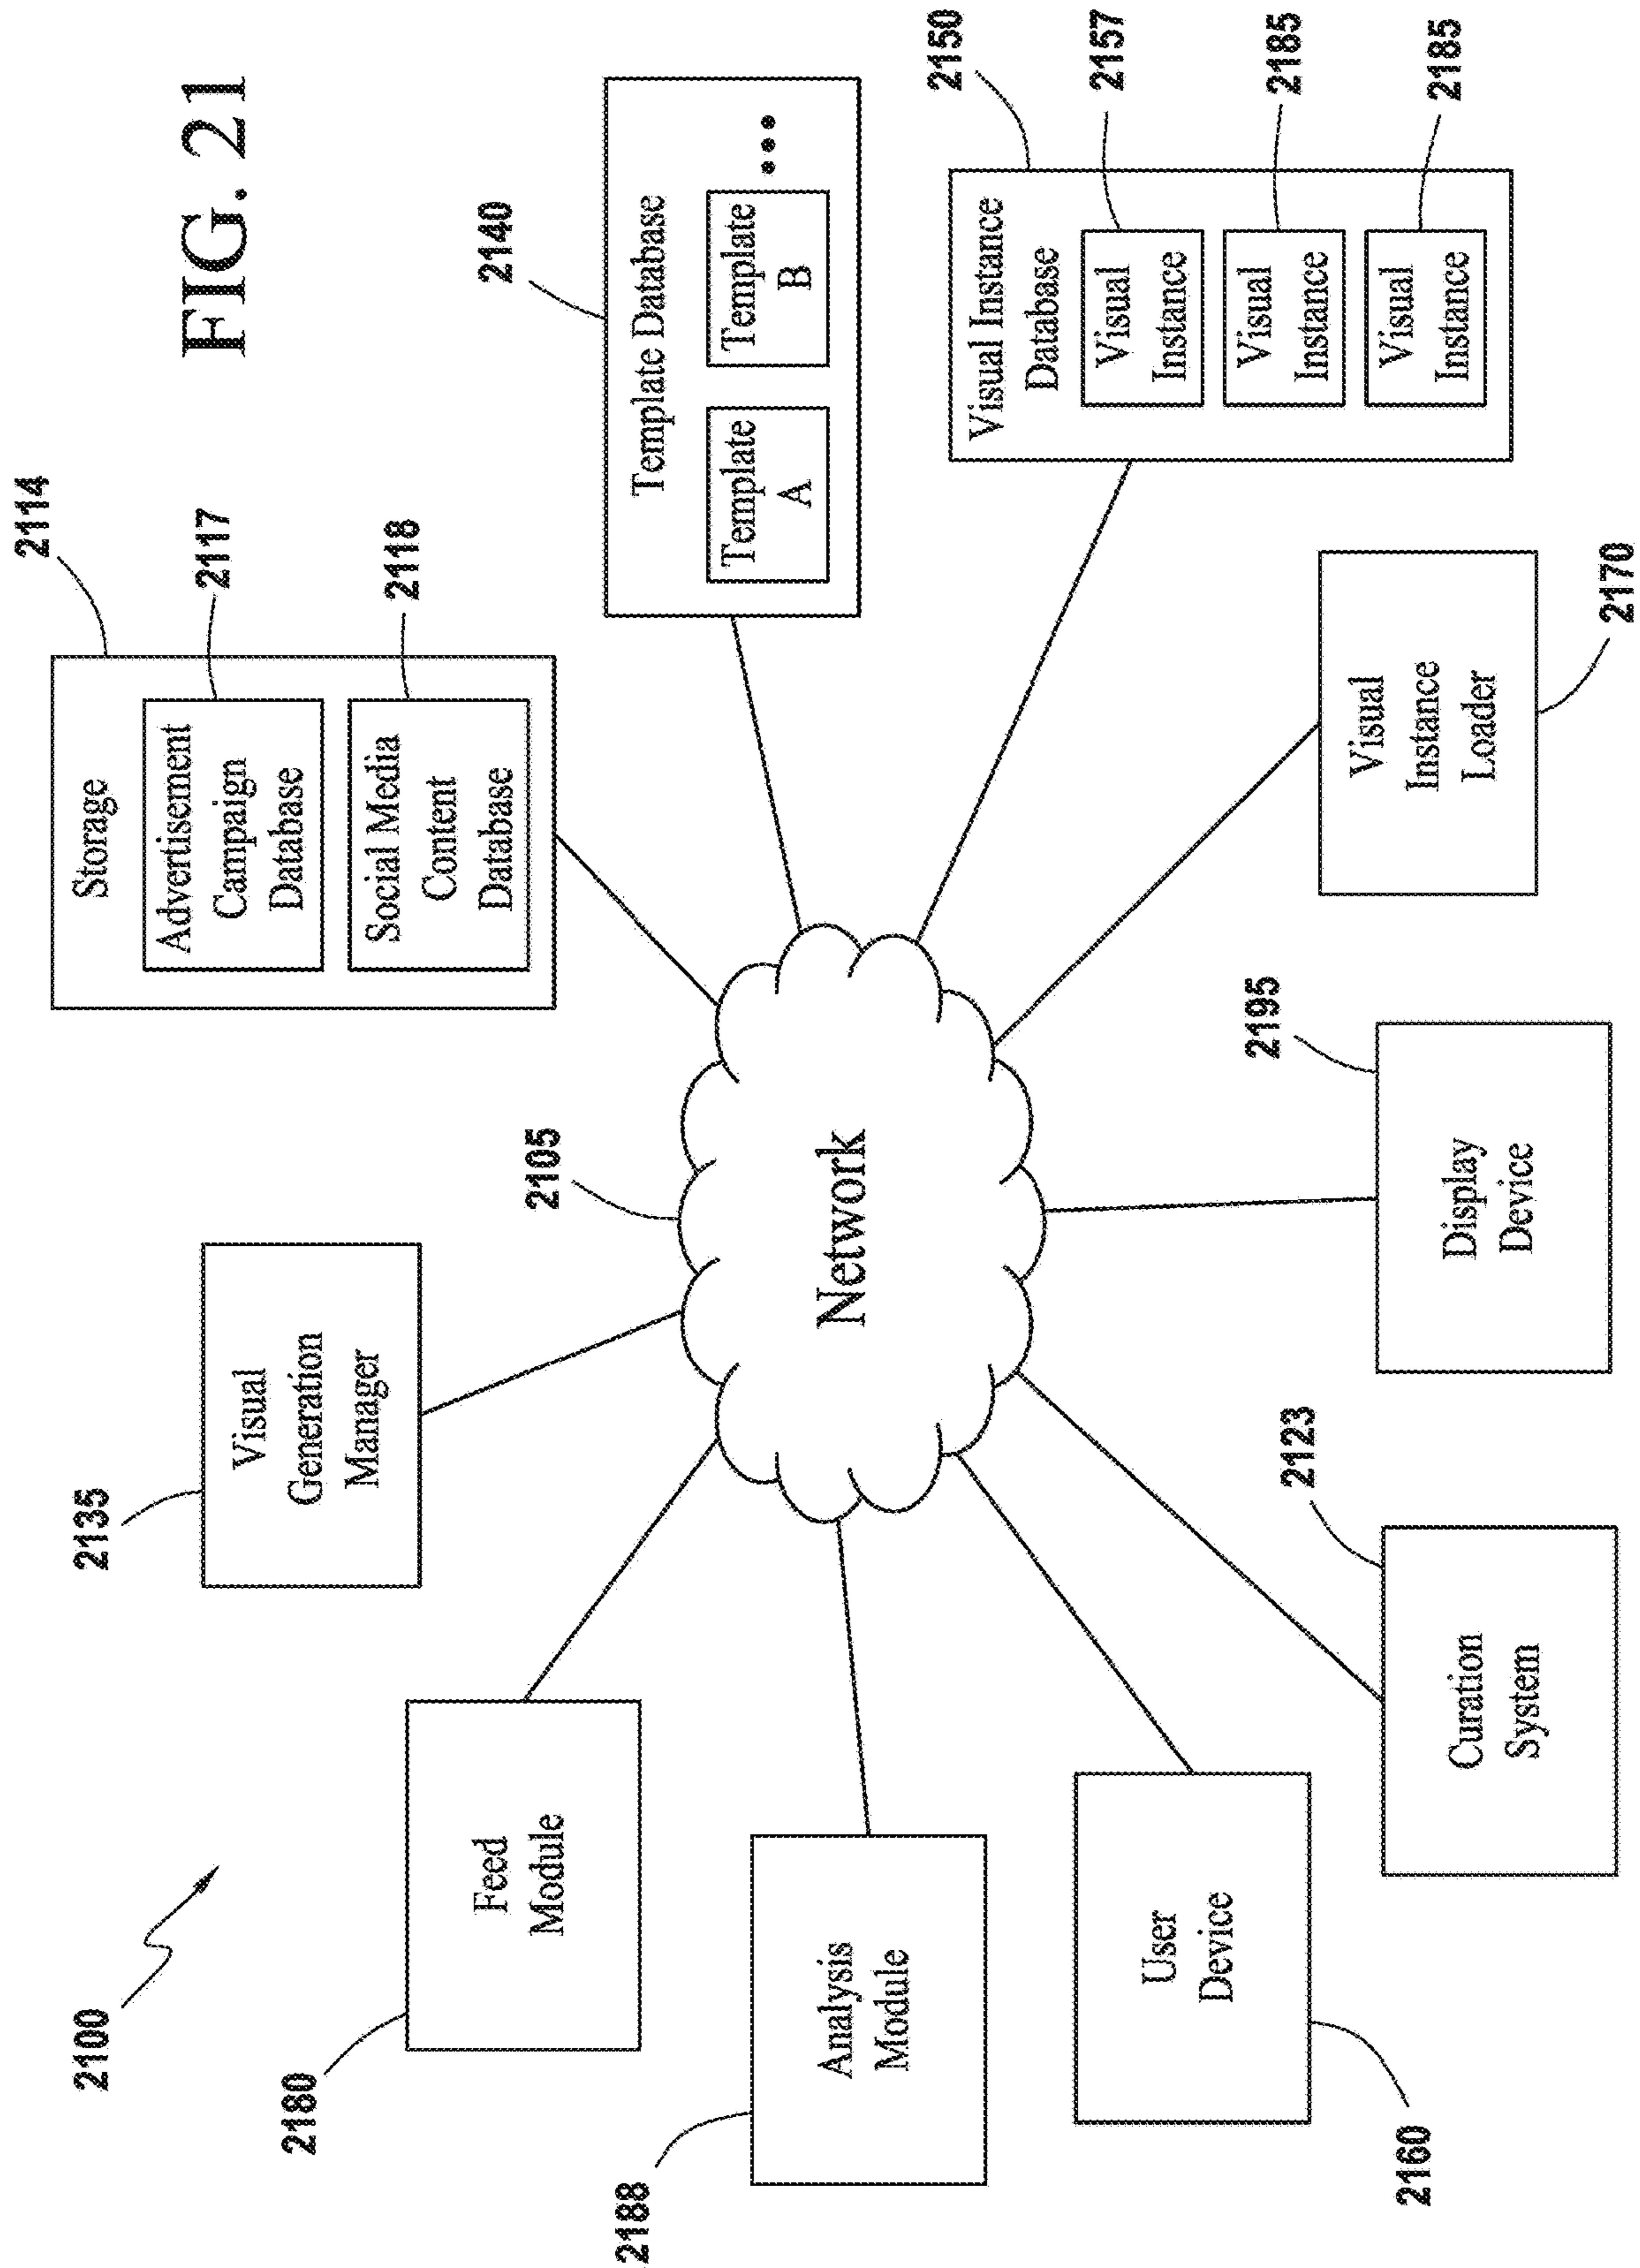 FIG. 21
2100
2135
Visual
Generation
Manager
2114
Storage
Advertisement
Campaign
Database
2117
Social Media
Content
Database
2118
2180
Feed
Module
2105
Network
2140
Template Database
Template
A
Template
B
...
2188
Analysis
Module
2150
Visual Instance
Database
Visual
Instance
2157
Visual
Instance
2185
Visual
Instance
2185
2160
User
Device
2123
Curation
System
2195
Display
Device
Visual
Instance
Loader
2170